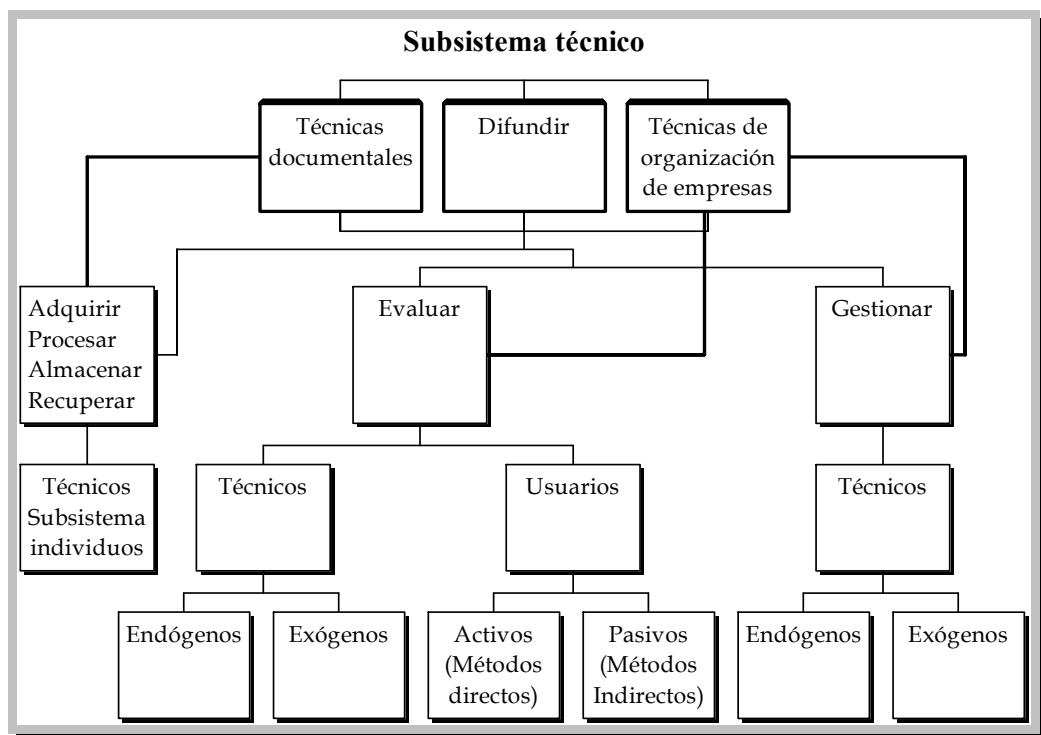 Subsistema técnico
Técnicas
documentales
Difundir
Técnicas de
organización
de empresas
Adquirir
Procesar
Almacenar
Recuperar
Evaluar
Gestionar
Técnicos
Subsistema
individuos
Técnicos
Usuarios
Técnicos
Endógenos
Exógenos
Activos
(Métodos
directos)
Pasivos
(Métodos
Indirectos)
Endógenos
Exógenos